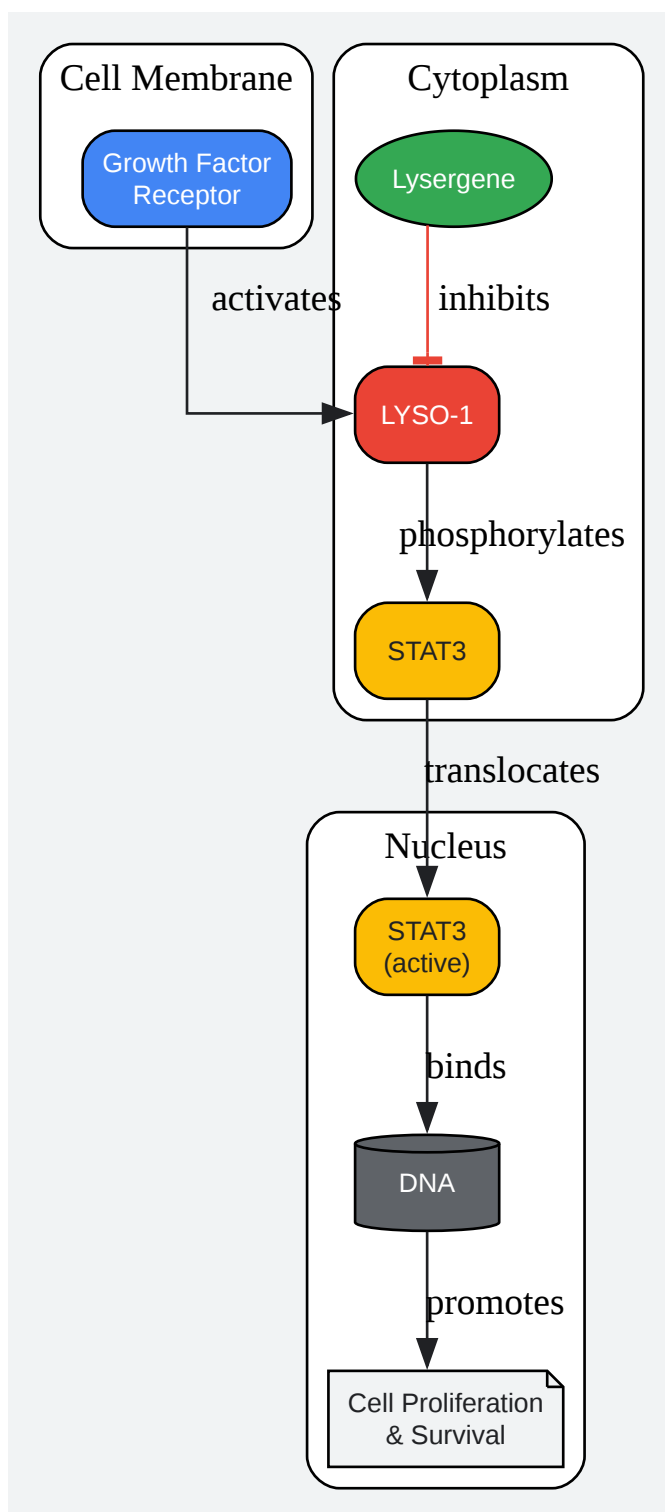 Cell Membrane
Growth Factor
Receptor
activates
Cytoplasm
Lysergene
inhibits
LYSO-1
phosphorylates
STAT3
translocates
Nucleus
STAT3
(active)
binds
DNA
promotes
Cell Proliferation
& Survival